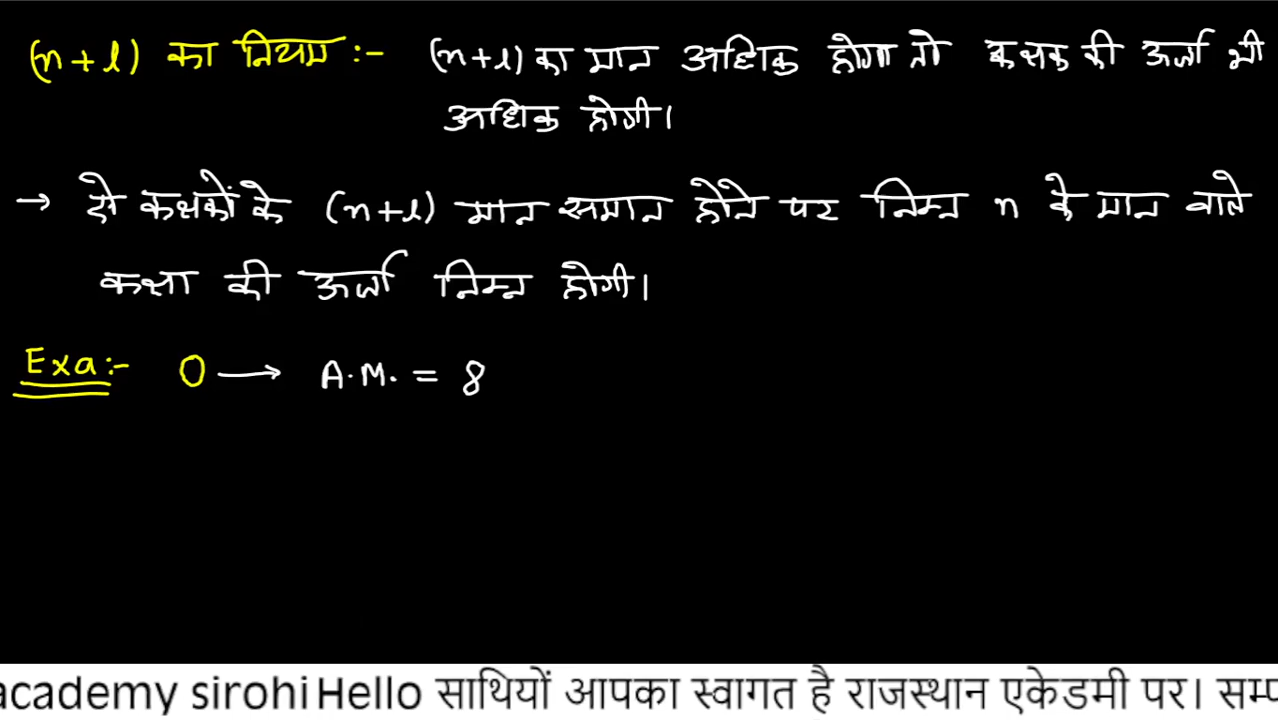 (n+l) का नियम :- (n+l) का मान अधिक होगा तो कक्षक की ऊर्जा भी
अधिक होगी।
→ दो कक्षकों के (n+l) मान समान होने पर निम्न n के मान वाले
कक्षा की ऊर्जा निम्न होगी।
Exa:- O → A.M. = 8
academy sirohi Hello साथियों आपका स्वागत है राजस्थान एकेडमी पर। सम्प